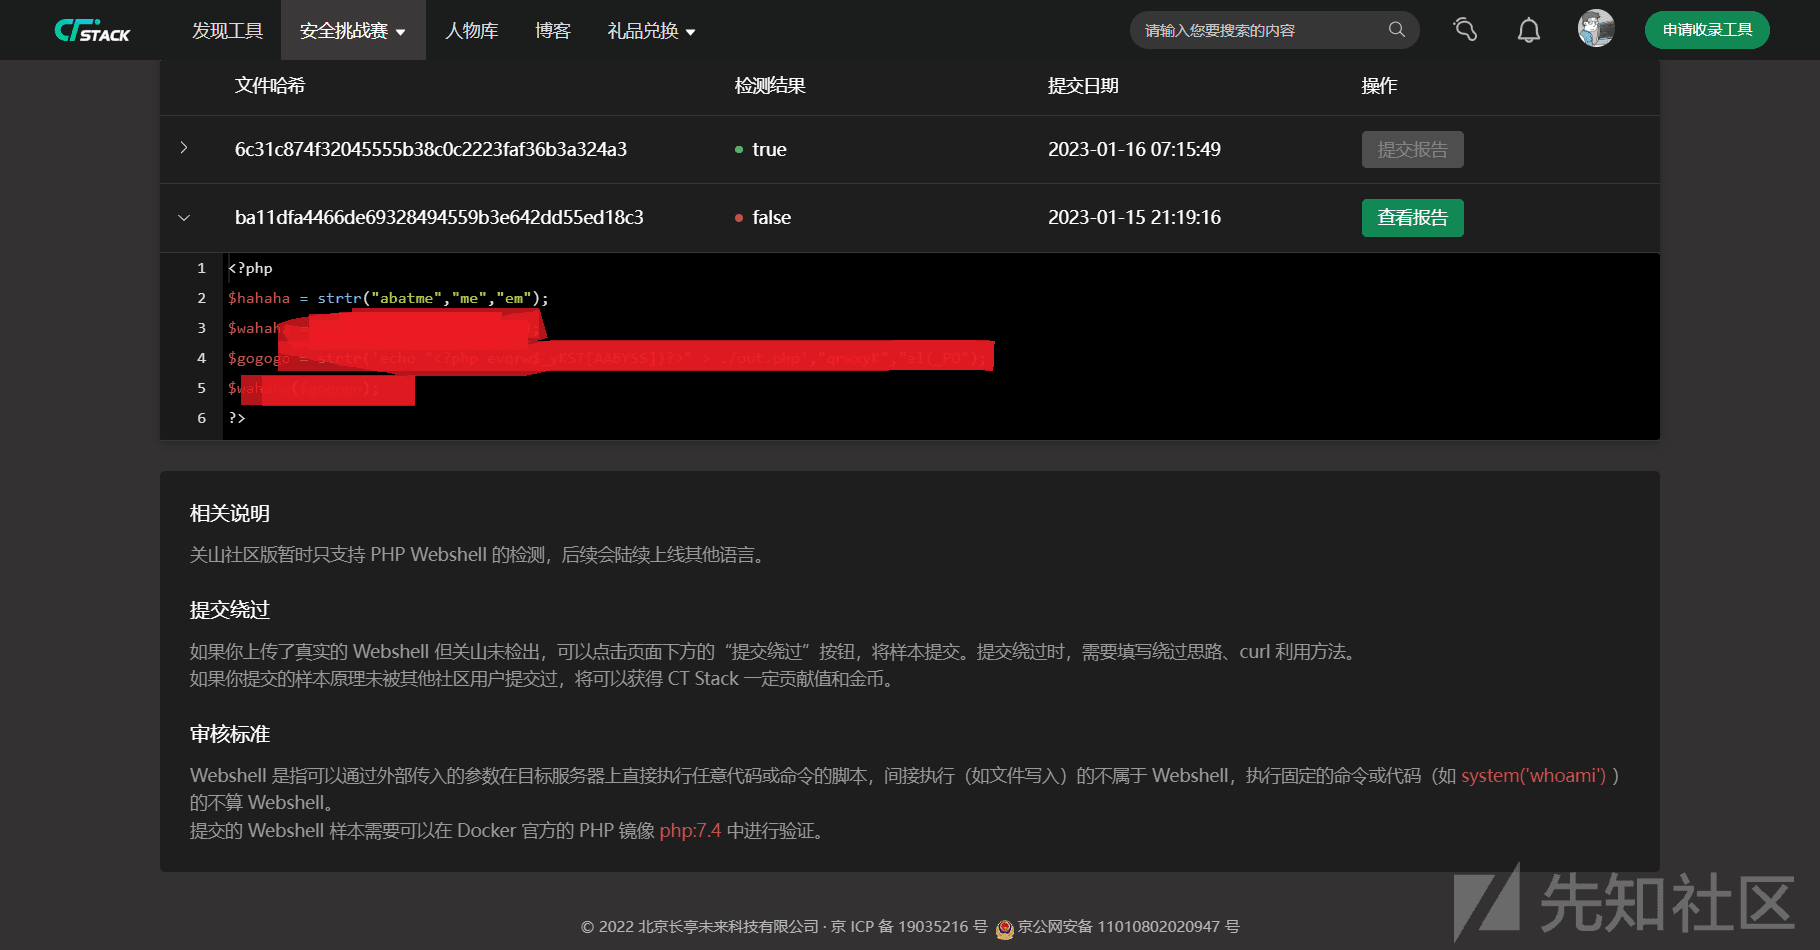 CT STACK 发现工具 安全挑战赛 人物库 博客 礼品兑换 请输入您要搜索的内容 申请收录工具
文件哈希 检测结果 提交日期 操作
6c31c874f32045555b38c0c2223faf36b3a324a3 true 2023-01-16 07:15:49 提交报告
ba11dfa4466de69328494559b3e642dd55ed18c3 false 2023-01-15 21:19:16 查看报告
1 <?php
2 $hahaha = strtr("abatme","me","em");
3 $wahaha =
4 $gogogo = strtr('echo "<?php
5
6 ?>
相关说明
关山社区版暂时只支持 PHP Webshell 的检测，后续会陆续上线其他语言。
提交绕过
如果你上传了真实的 Webshell 但关山未检出，可以点击页面下方的“提交绕过”按钮，将样本提交。提交绕过时，需要填写绕过思路、curl 利用方法。
如果你提交的样本原理未被其他社区用户提交过，将可以获得 CT Stack 一定贡献值和金币。
审核标准
Webshell 是指可以通过外部传入的参数在目标服务器上直接执行任意代码或命令的脚本，间接执行（如文件写入）的不属于 Webshell，执行固定的命令或代码（如 system('whoami') ）
的不算 Webshell。
提交的 Webshell 样本需要可以在 Docker 官方的 PHP 镜像 php:7.4 中进行验证。
© 2022 北京长亭未来科技有限公司 · 京 ICP 备 19035216 号 京公网安备 11010802020947 号
先知社区